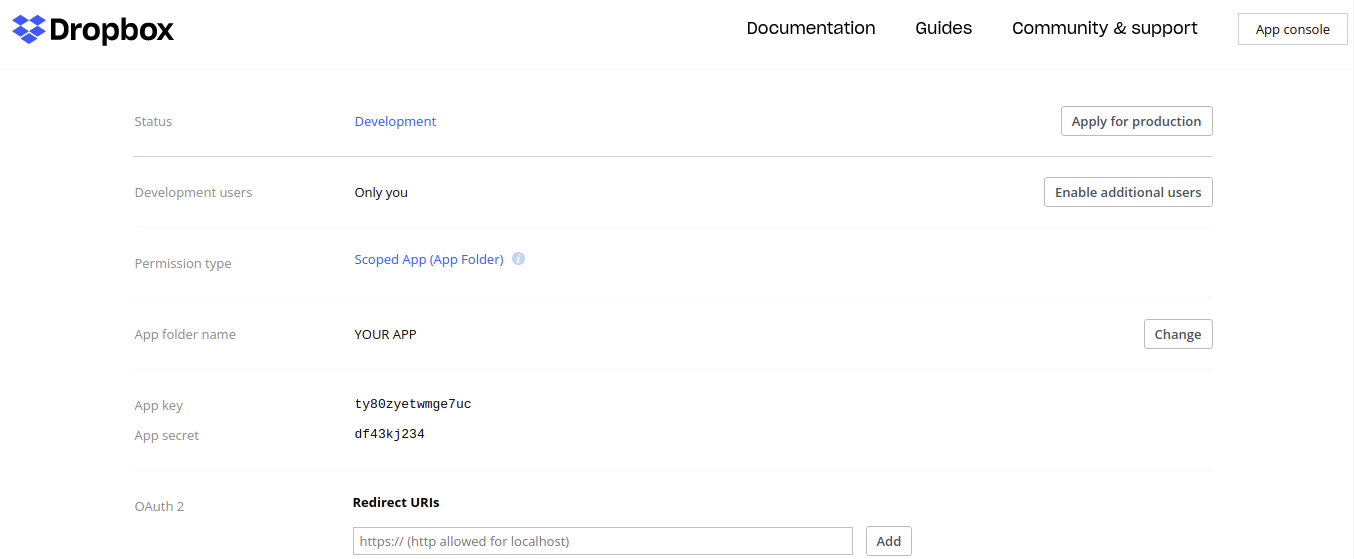 Dropbox Documentation Guides Community & support App console
Status Development Apply for production
Development users Only you Enable additional users
Permission type Scoped App (App Folder) i
App folder name YOUR APP Change
App key ty80zyetwmge7uc
App secret df43kj234
OAuth 2 Redirect URIs
https:// (http allowed for localhost) Add